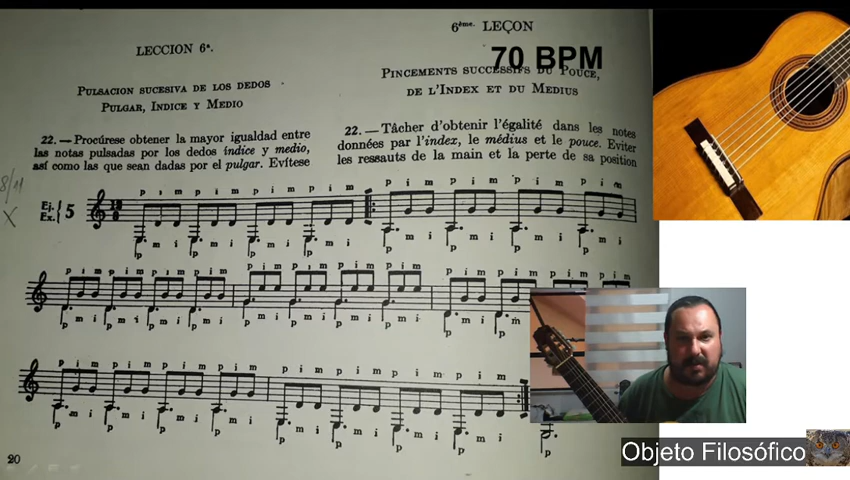 LECCION 6ª.
PULSACION SUCESIVA DE LOS DEDOS
PULGAR, INDICE Y MEDIO
22. — Procúrese obtener la mayor igualdad entre
las notas pulsadas por los dedos índice y medio,
así como las que sean dadas por el pulgar. Evítese
6ème. LEÇON
70 BPM
PINCEMENTS SUCCESSIFS DU POUCE,
DE L'INDEX ET DU MEDIUS
22. — Tâcher d'obtenir l'égalité dans les notes
données par l'index, le médius et le pouce. Eviter
les ressauts de la main et la perte de sa position
8/11
X
p i m p i m p i m p i m p i m p i m p i m p i m
Ej. 5
Ex.
p m i p m i p m i p m i p m i p m i p m i p m i
p i m p i m p i m p i m p i m p i m p i m p i m p i m p i m p i m p i m
p m i p m i p m i p m i p m i p m i p m i p m i p m i p m
p i m p i m p i m p i m p i m p i m p i m p i m
p m i p m i p m i p m i p m i p m i p m i p m i p
20
Objeto Filosófico